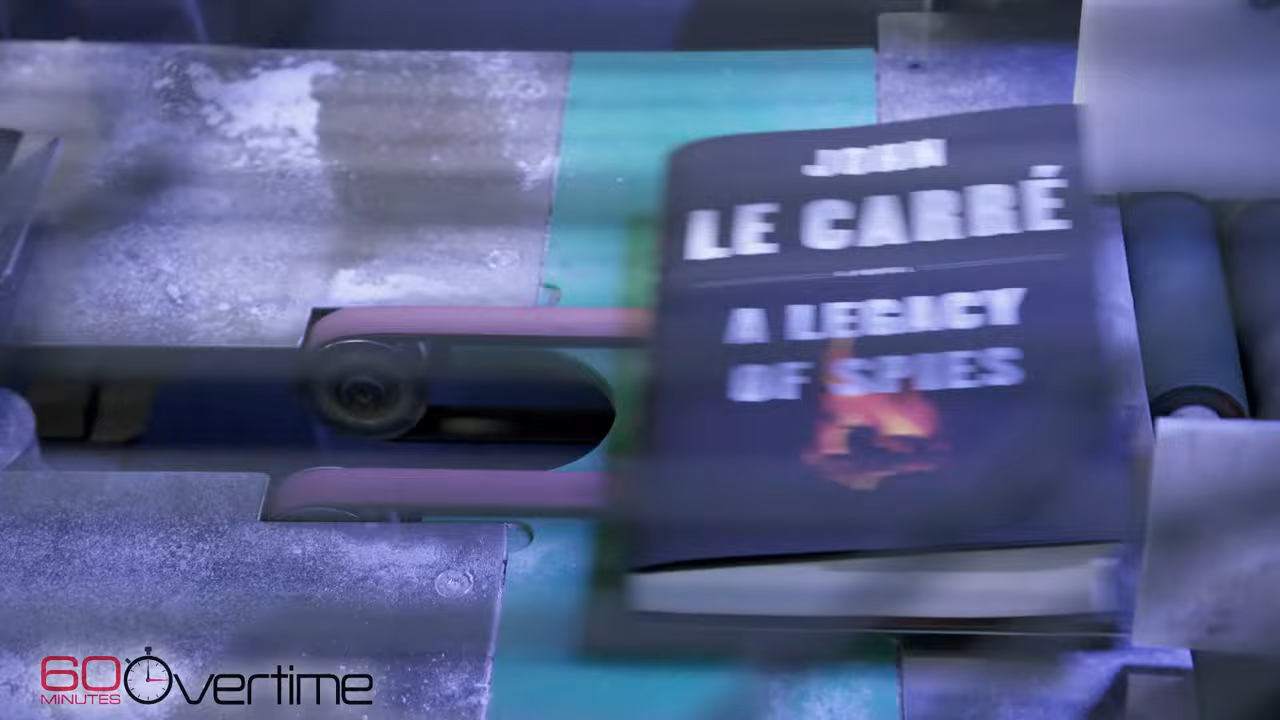 JOHN
LE CARRÉ
A LEGACY
OF SPIES
60 Overtime
MINUTES